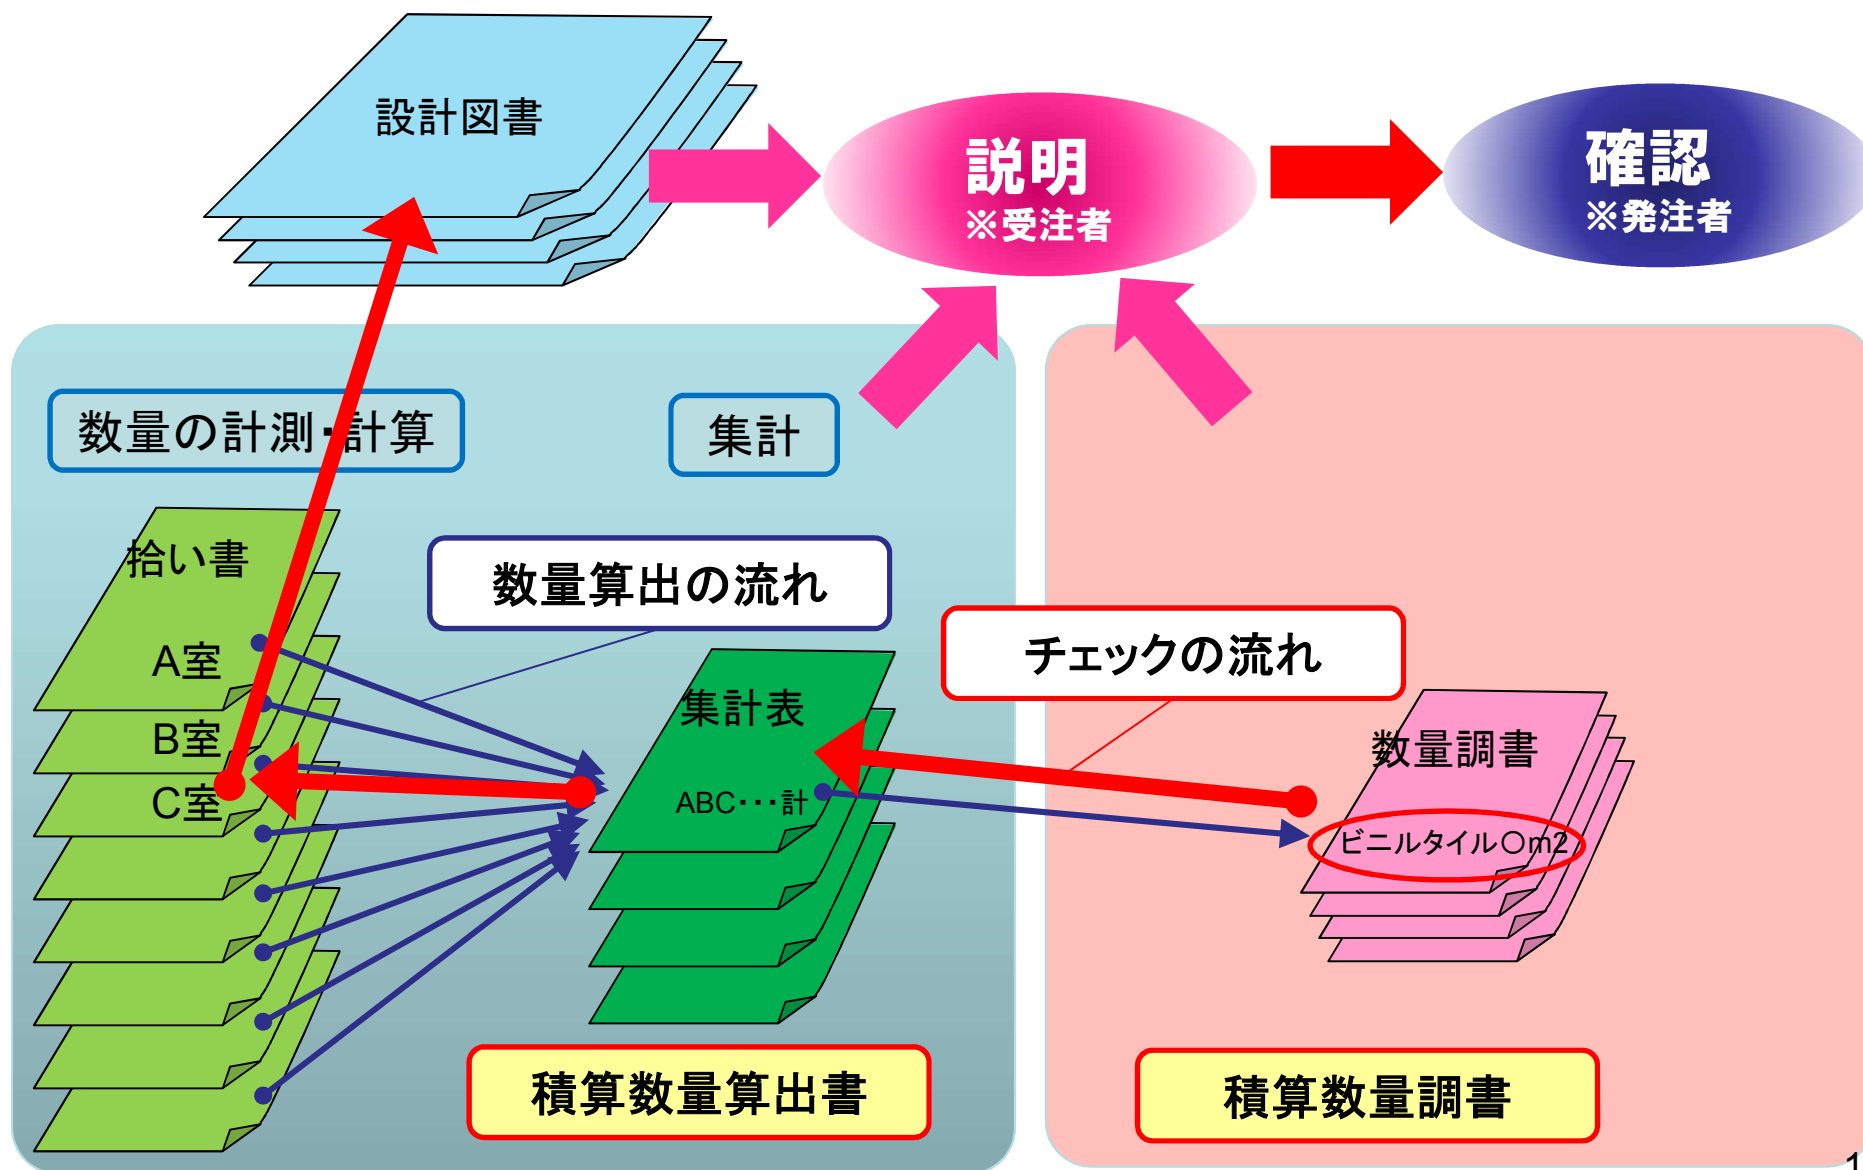 設計図書
説明
※受注者
確認
※発注者
数量の計測・計算
集計
拾い書
数量算出の流れ
チェックの流れ
A室
B室
C室
集計表
ABC・・・計
数量調書
ビニルタイル〇m2
積算数量算出書
積算数量調書
1